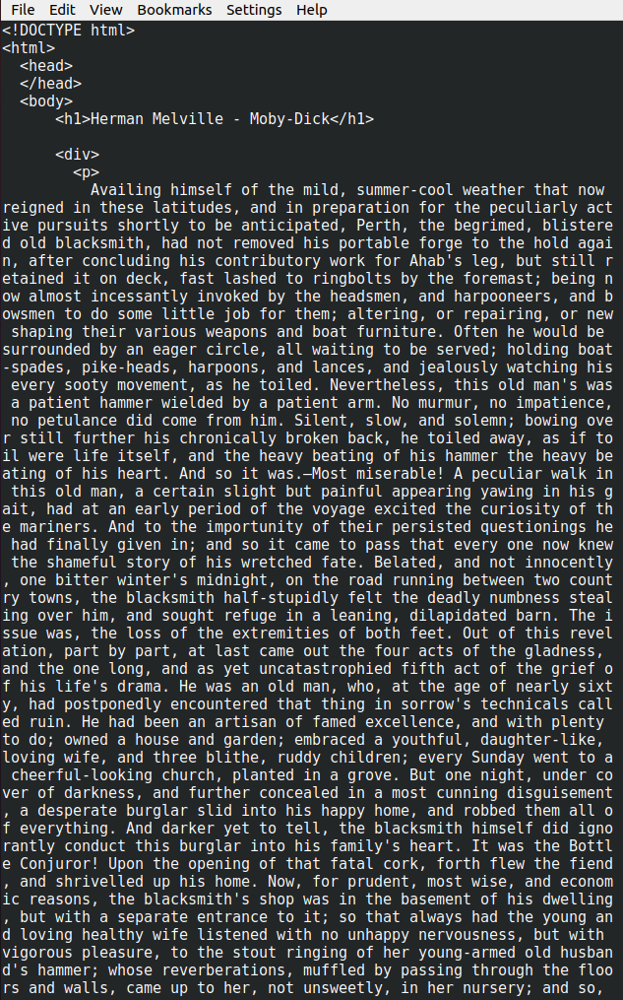 File Edit View Bookmarks Settings Help
<!DOCTYPE html>
<html>
  <head>
  </head>
  <body>
      <h1>Herman Melville - Moby-Dick</h1>

      <div>
        <p>
          Availing himself of the mild, summer-cool weather that now
reigned in these latitudes, and in preparation for the peculiarly act
ive pursuits shortly to be anticipated, Perth, the begrimed, blistere
d old blacksmith, had not removed his portable forge to the hold agai
n, after concluding his contributory work for Ahab's leg, but still r
etained it on deck, fast lashed to ringbolts by the foremast; being n
ow almost incessantly invoked by the headsmen, and harpooneers, and b
owsmen to do some little job for them; altering, or repairing, or new
 shaping their various weapons and boat furniture. Often he would be
surrounded by an eager circle, all waiting to be served; holding boat
-spades, pike-heads, harpoons, and lances, and jealously watching his
 every sooty movement, as he toiled. Nevertheless, this old man's was
 a patient hammer wielded by a patient arm. No murmur, no impatience,
 no petulance did come from him. Silent, slow, and solemn; bowing ove
r still further his chronically broken back, he toiled away, as if to
il were life itself, and the heavy beating of his hammer the heavy be
ating of his heart. And so it was.—Most miserable! A peculiar walk in
 this old man, a certain slight but painful appearing yawing in his g
ait, had at an early period of the voyage excited the curiosity of th
e mariners. And to the importunity of their persisted questionings he
 had finally given in; and so it came to pass that every one now knew
 the shameful story of his wretched fate. Belated, and not innocently
, one bitter winter's midnight, on the road running between two count
ry towns, the blacksmith half-stupidly felt the deadly numbness steal
ing over him, and sought refuge in a leaning, dilapidated barn. The i
ssue was, the loss of the extremities of both feet. Out of this revel
ation, part by part, at last came out the four acts of the gladness,
and the one long, and as yet uncatastrophied fifth act of the grief o
f his life's drama. He was an old man, who, at the age of nearly sixt
y, had postponedly encountered that thing in sorrow's technicals call
ed ruin. He had been an artisan of famed excellence, and with plenty
to do; owned a house and garden; embraced a youthful, daughter-like,
loving wife, and three blithe, ruddy children; every Sunday went to a
 cheerful-looking church, planted in a grove. But one night, under co
ver of darkness, and further concealed in a most cunning disguisement
, a desperate burglar slid into his happy home, and robbed them all o
f everything. And darker yet to tell, the blacksmith himself did igno
rantly conduct this burglar into his family's heart. It was the Bottl
e Conjuror! Upon the opening of that fatal cork, forth flew the fiend
, and shrivelled up his home. Now, for prudent, most wise, and econom
ic reasons, the blacksmith's shop was in the basement of his dwelling
, but with a separate entrance to it; so that always had the young an
d loving healthy wife listened with no unhappy nervousness, but with
vigorous pleasure, to the stout ringing of her young-armed old husban
d's hammer; whose reverberations, muffled by passing through the floo
rs and walls, came up to her, not unsweetly, in her nursery; and so,